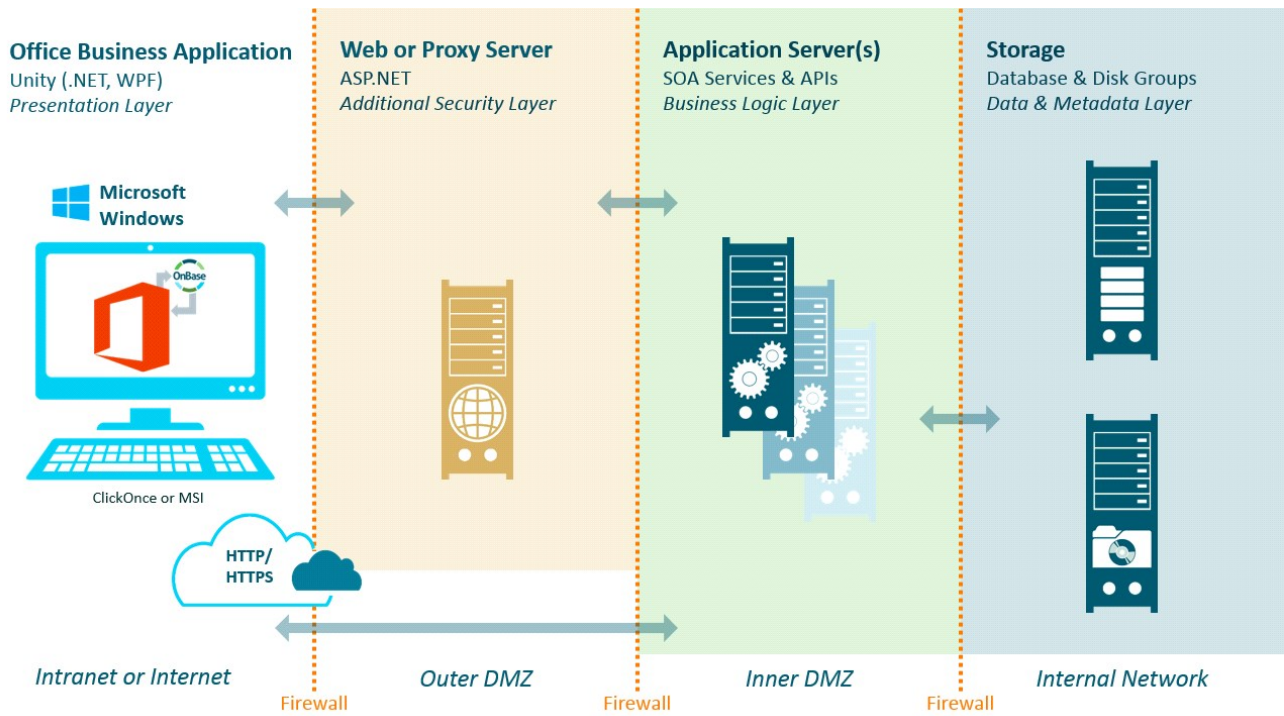 Office Business Application
Unity (.NET, WPF)
Presentation Layer
Web or Proxy Server
ASP.NET
Additional Security Layer
Application Server(s)
SOA Services & APIs
Business Logic Layer
Storage
Database & Disk Groups
Data & Metadata Layer
Microsoft
Windows
OnBase
ClickOnce or MSI
HTTP/
HTTPS
Intranet or Internet
Outer DMZ
Inner DMZ
Internal Network
Firewall
Firewall
Firewall